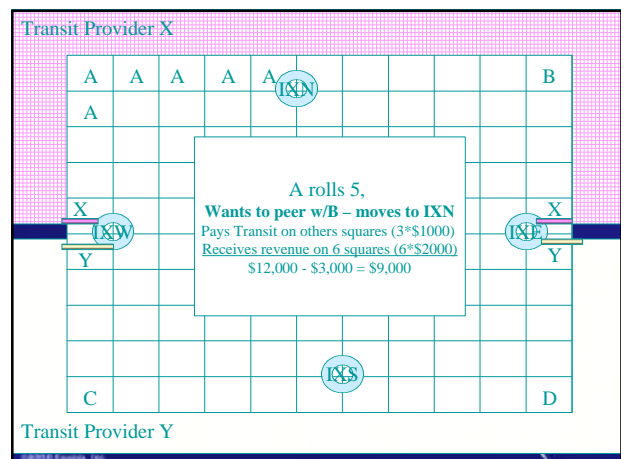 Transit Provider X
A A A A A B
IXN
A
A rolls 5,
Wants to peer w/B – moves to IXN
Pays Transit on others squares (3*$1000)
Receives revenue on 6 squares (6*$2000)
$12,000 - $3,000 = $9,000
X X
IXW IXE
Y Y
IXS
C D
Transit Provider Y